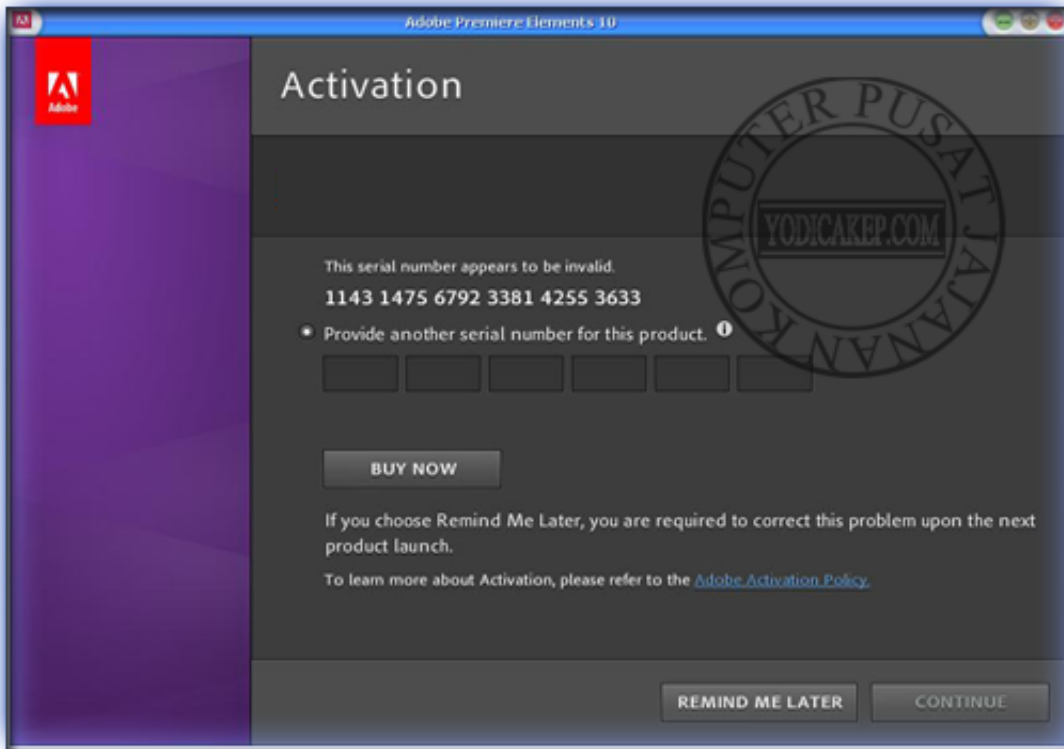 Adobe Premiere Elements 10
Adobe
Activation
KOMPUTER PUSAT JAJANAN
YODICAKEP.COM
This serial number appears to be invalid.
1143 1475 6792 3381 4255 3633
Provide another serial number for this product.
BUY NOW
If you choose Remind Me Later, you are required to correct this problem upon the next
product launch.
To learn more about Activation, please refer to the Adobe Activation Policy.
REMIND ME LATER
CONTINUE